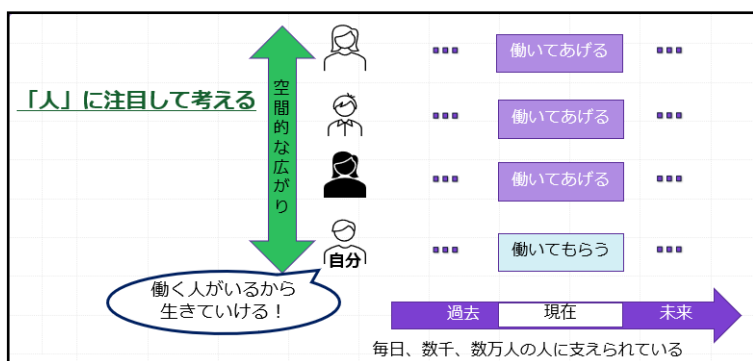 「人」に注目して考える
空間的な広がり
働いてあげる
働いてあげる
働いてあげる
自分
働いてもらう
働く人がいるから
生きていける！
過去
現在
未来
毎日、数千、数万人の人に支えられている